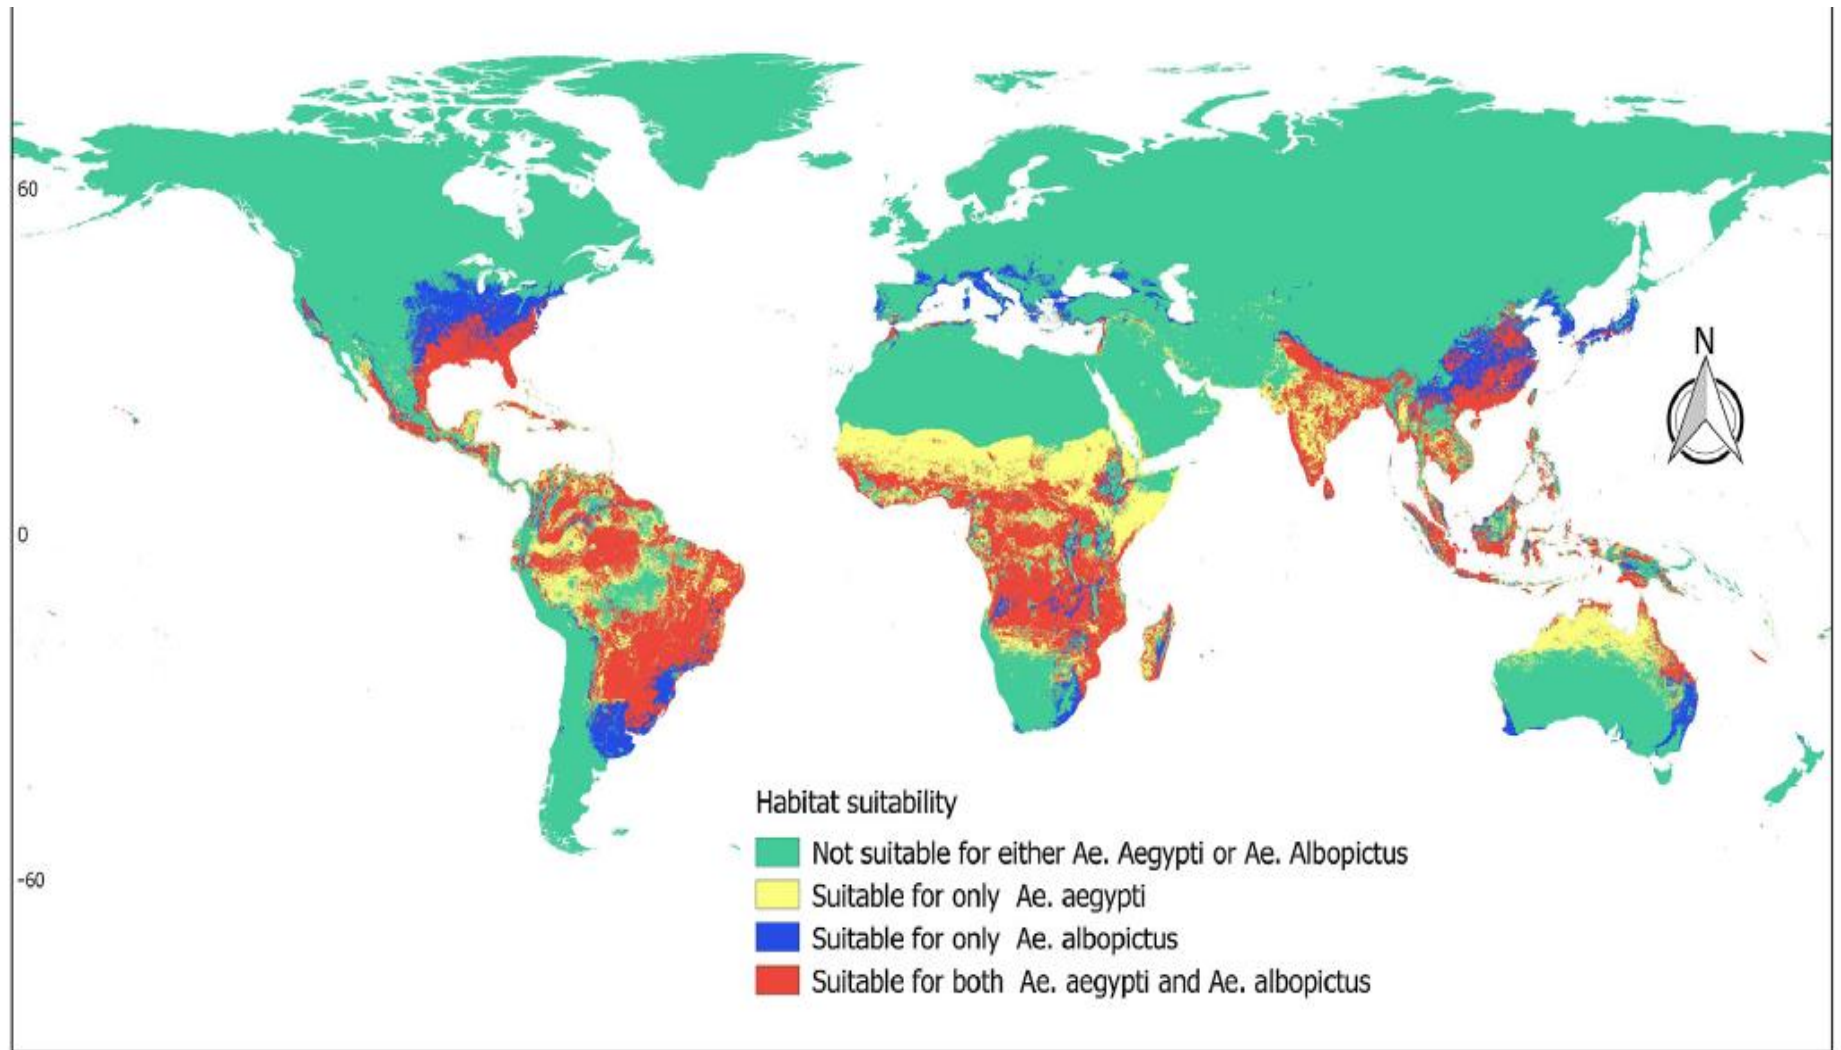 60
N
0
Habitat suitability
Not suitable for either Ae. Aegypti or Ae. Albopictus
-60
Suitable for only Ae. aegypti
Suitable for only Ae. albopictus
Suitable for both Ae. aegypti and Ae. albopictus